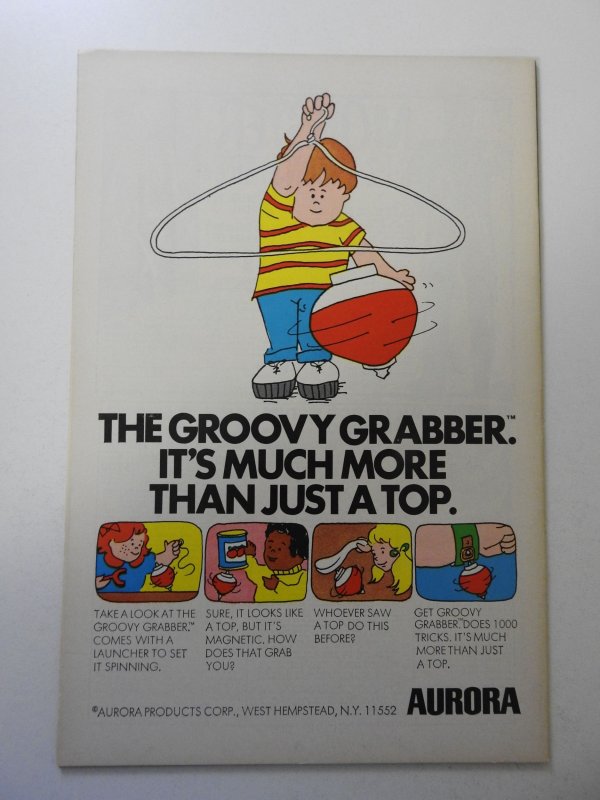 THE GROOVY GRABBER.™
IT'S MUCH MORE
THAN JUST A TOP.
TAKE A LOOK AT THE
GROOVY GRABBER.™
COMES WITH A
LAUNCHER TO SET
IT SPINNING.
SURE, IT LOOKS LIKE
A TOP, BUT IT'S
MAGNETIC. HOW
DOES THAT GRAB
YOU?
WHOEVER SAW
A TOP DO THIS
BEFORE?
GET GROOVY
GRABBER.™ DOES 1000
TRICKS. IT'S MUCH
MORE THAN JUST
A TOP.
©AURORA PRODUCTS CORP., WEST HEMPSTEAD, N.Y. 11552
AURORA